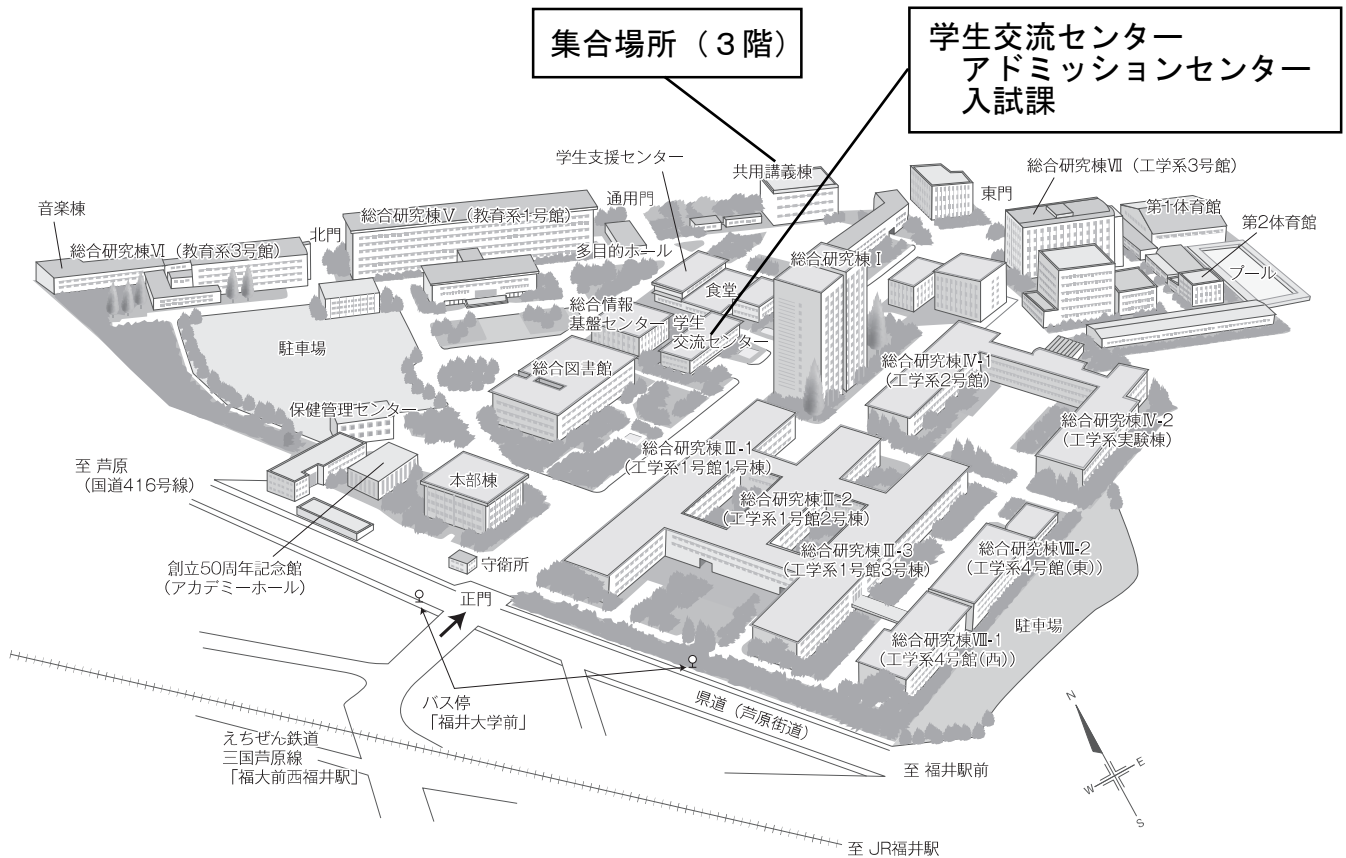 集合場所（３階）
学生交流センター
アドミッションセンター
入試課
学生支援センター
共用講義棟
総合研究棟Ⅶ（工学系3号館）
音楽棟
総合研究棟Ⅴ（教育系1号館）
通用門
東門
第1体育館
北門
第2体育館
総合研究棟Ⅵ（教育系3号館）
多目的ホール
総合研究棟Ⅰ
プール
食堂
総合情報
基盤センター
学生
交流センター
駐車場
総合図書館
総合研究棟Ⅳ-1
（工学系2号館）
保健管理センター
総合研究棟Ⅳ-2
（工学系実験棟）
総合研究棟Ⅲ-1
（工学系1号館1号棟）
至 芦原
（国道416号線）
本部棟
総合研究棟Ⅲ-2
（工学系1号館2号棟）
総合研究棟Ⅲ-3
（工学系1号館3号棟）
総合研究棟Ⅷ-2
（工学系4号館(東)）
守衛所
創立50周年記念館
（アカデミーホール）
正門
駐車場
総合研究棟Ⅷ-1
（工学系4号館(西)）
バス停
「福井大学前」
県道（芦原街道）
えちぜん鉄道
三国芦原線
「福大前西福井駅」
至 福井駅前
N
E
W
S
至 JR福井駅